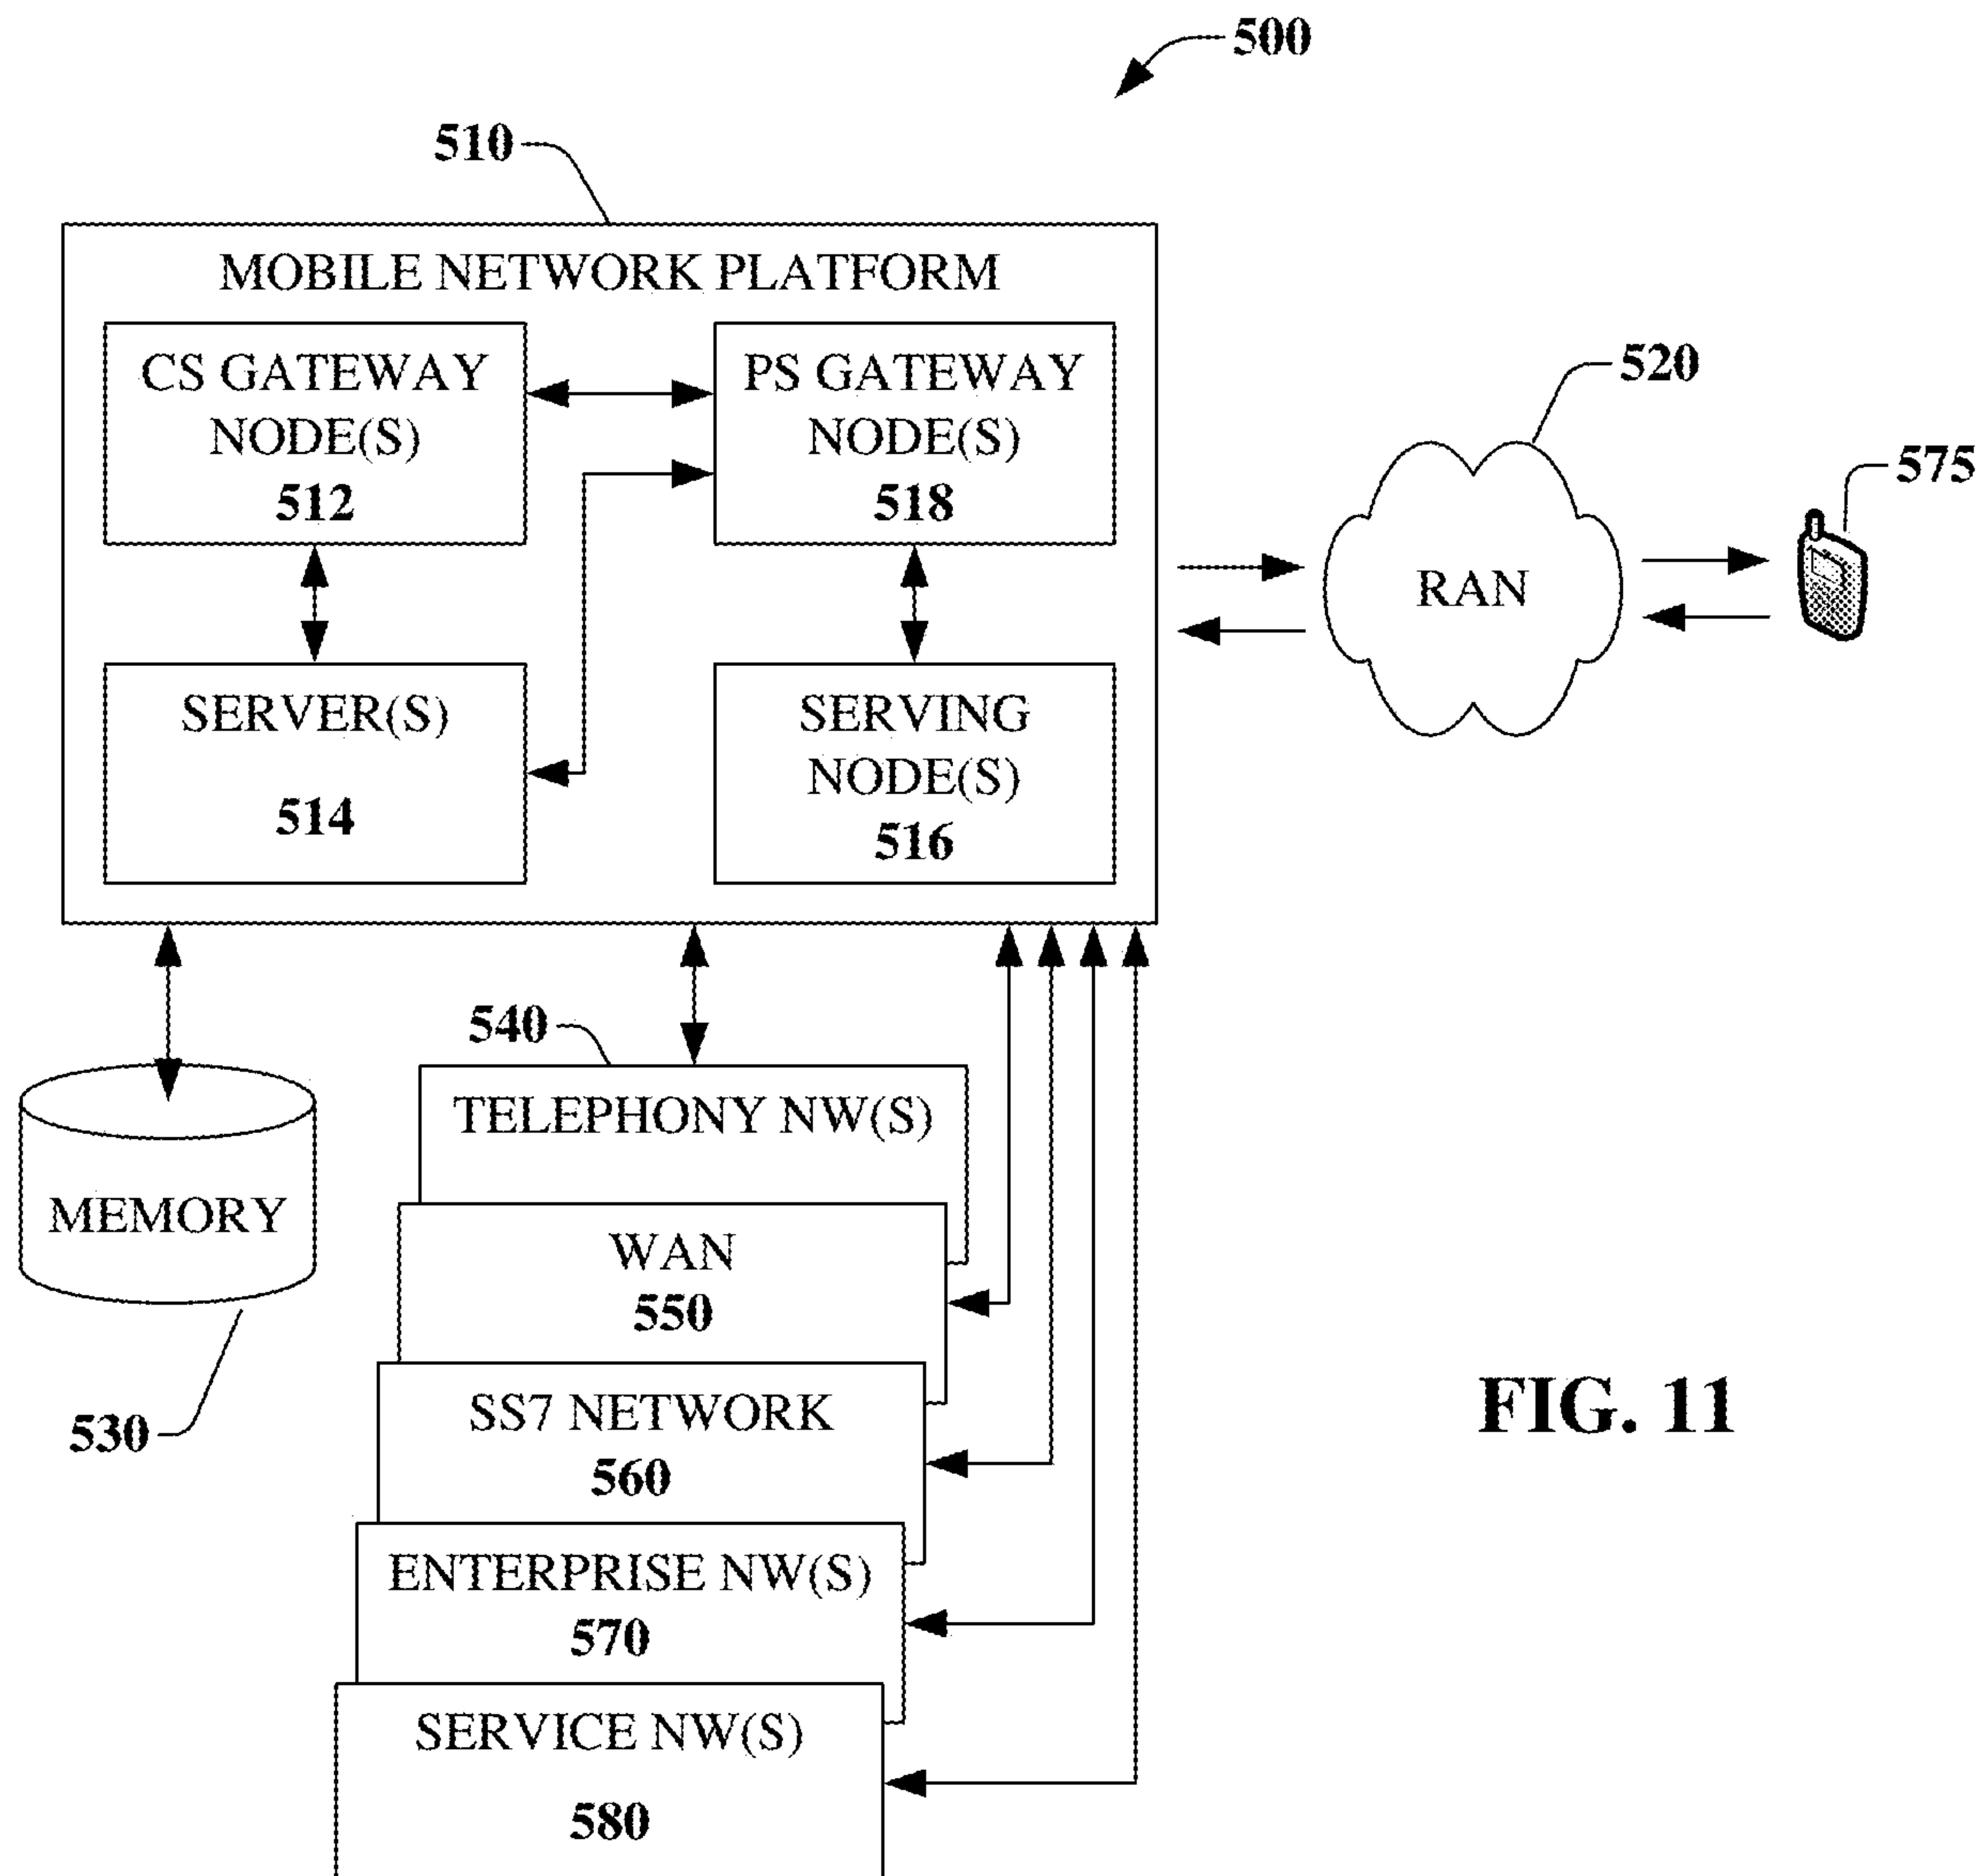 500
510
MOBILE NETWORK PLATFORM
CS GATEWAY
NODE(S)
512
PS GATEWAY
NODE(S)
518
SERVER(S)
514
SERVING
NODE(S)
516
520
RAN
575
530
MEMORY
540
TELEPHONY NW(S)
WAN
550
SS7 NETWORK
560
ENTERPRISE NW(S)
570
SERVICE NW(S)
580
FIG. 11